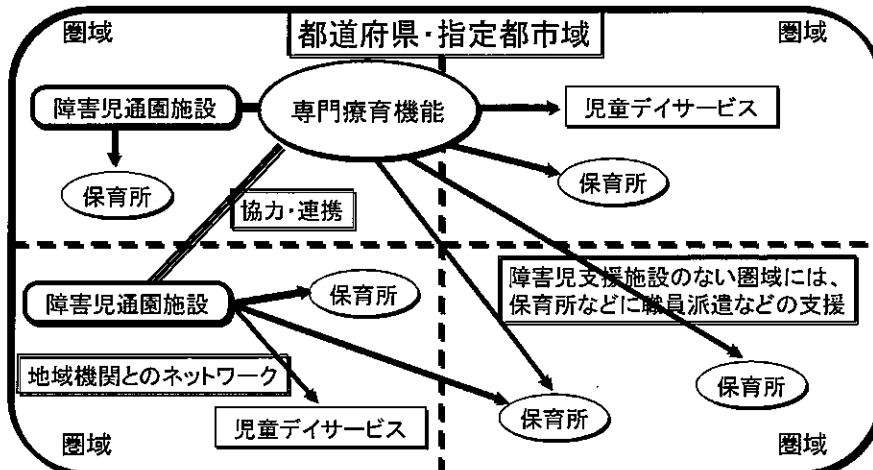 圏域
都道府県・指定都市域
圏域
障害児通園施設
専門療育機能
児童デイサービス
保育所
保育所
協力・連携
障害児通園施設
保育所
障害児支援施設のない圏域には、
保育所などに職員派遣などの支援
地域機関とのネットワーク
保育所
児童デイサービス
保育所
圏域
圏域